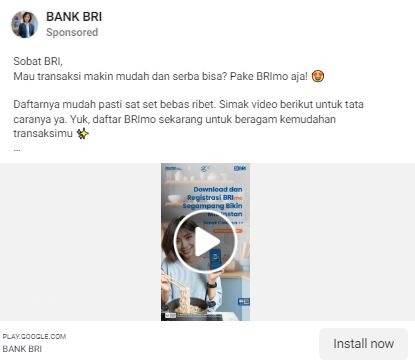 BANK BRI
Sponsored
Sobat BRI,
Mau transaksi makin mudah dan serba bisa? Pake BRImo aja! 🤩
Daftarnya mudah pasti sat set bebas ribet. Simak video berikut untuk tata
caranya ya. Yuk, daftar BRImo sekarang untuk beragam kemudahan
transaksimu ✨
...
BRI
Download dan
Registrasi BRImo
Segampang Bikin
PLAY.GOOGLE.COM
BANK BRI
Install now